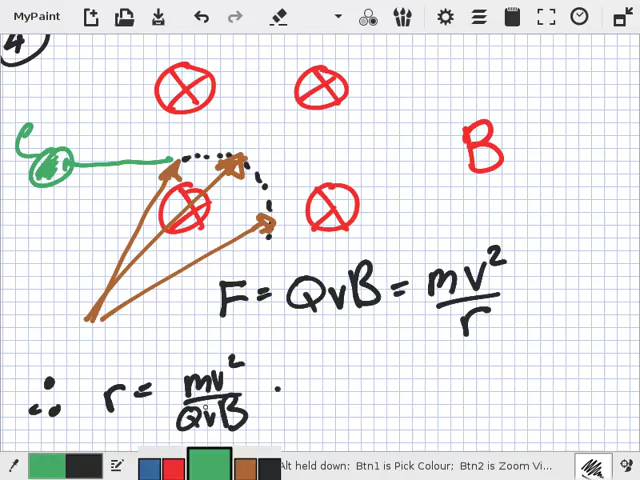 MyPaint
4
e
B
F = QvB = mv²/r
∴ r = mv²/QvB
Alt held down: Btn1 is Pick Colour; Btn2 is Zoom Vi...